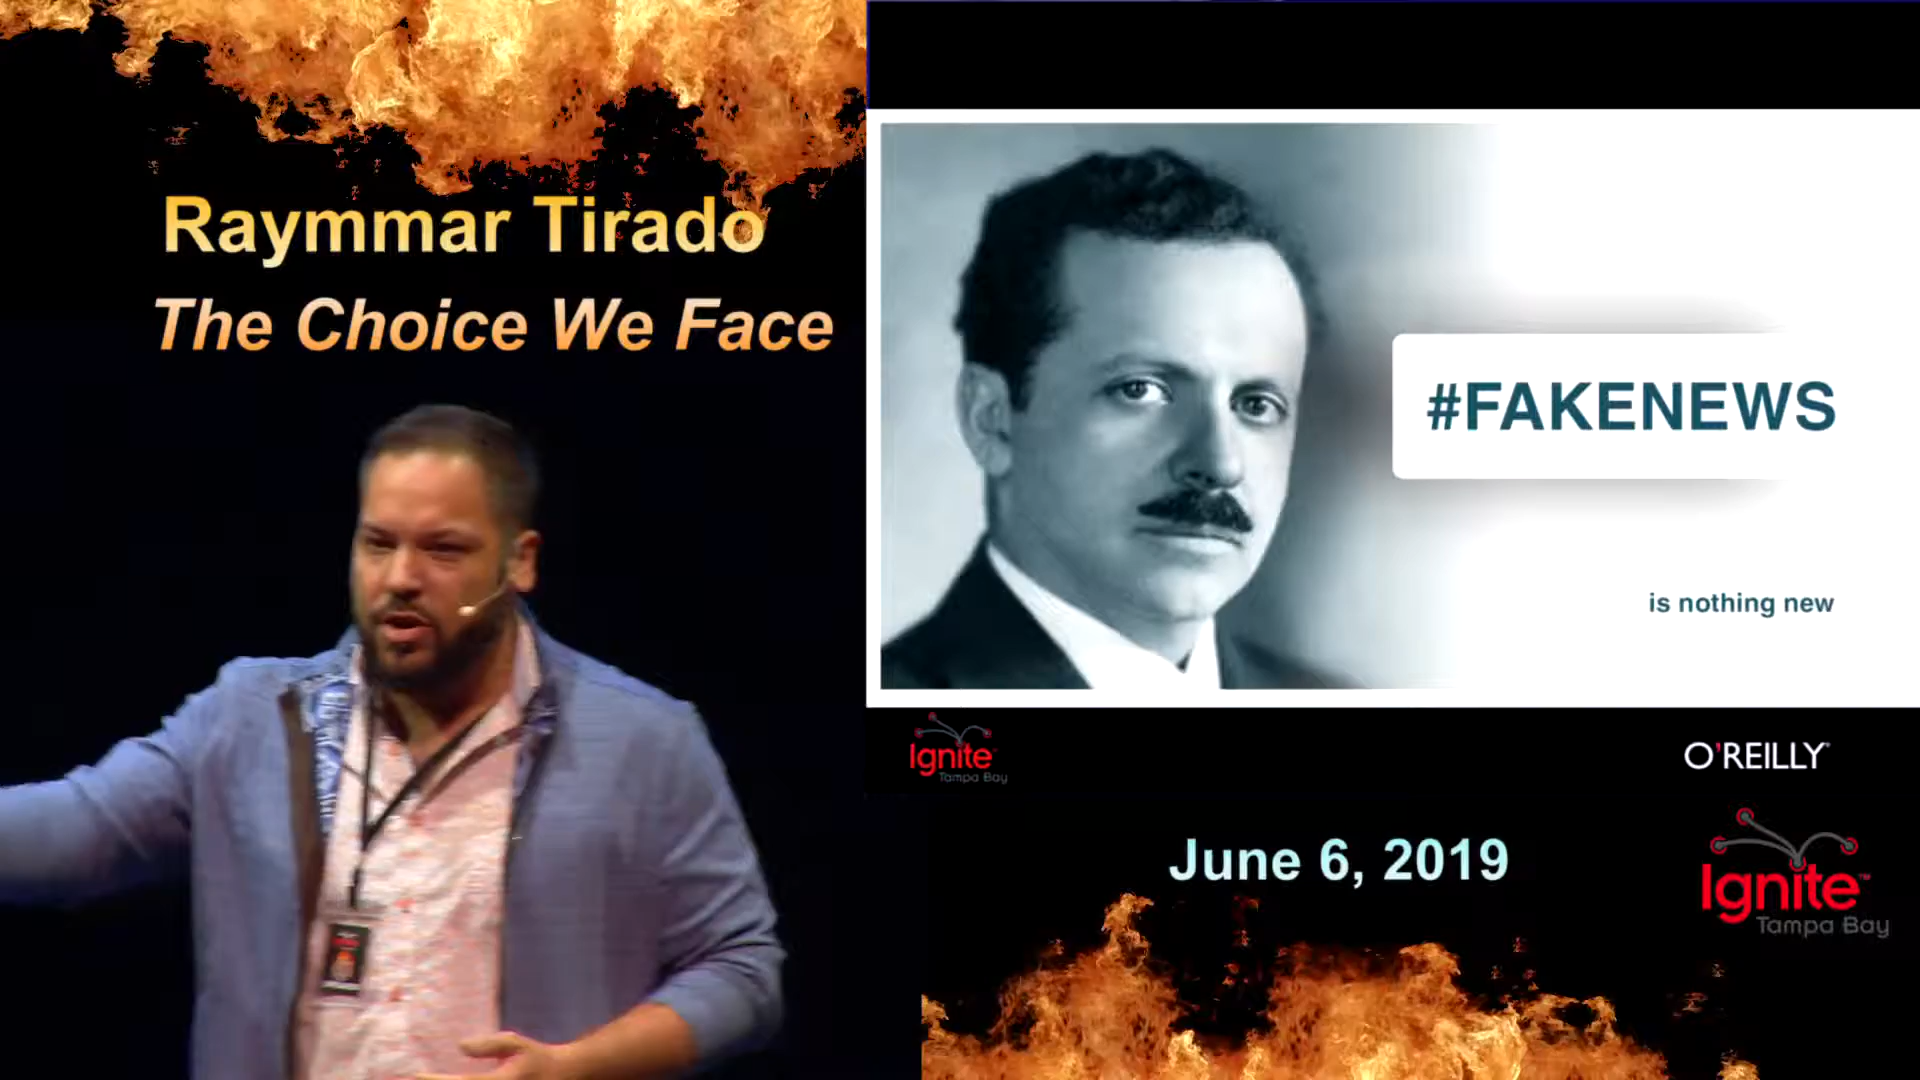 Raymmar Tirado
The Choice We Face
#FAKENEWS
is nothing new
Ignite
Tampa Bay
O'REILLY
June 6, 2019
Ignite™
Tampa Bay